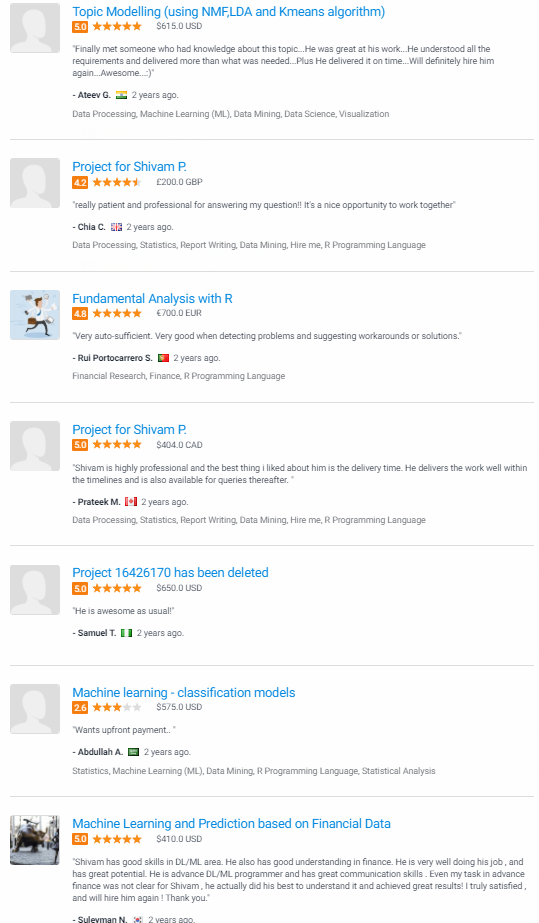 Topic Modelling (using NMF,LDA and Kmeans algorithm)
5.0 $615.0 USD
"Finally met someone who had knowledge about this topic...He was great at his work...He understood all the
requirements and delivered more than what was needed...Plus He delivered it on time...Will definitely hire him
again...Awesome...:)"
- Ateev G. 2 years ago.
Data Processing, Machine Learning (ML), Data Mining, Data Science, Visualization
Project for Shivam P.
4.2 £200.0 GBP
"really patient and professional for answering my question!! It's a nice opportunity to work together"
- Chia C. 2 years ago.
Data Processing, Statistics, Report Writing, Data Mining, Hire me, R Programming Language
Fundamental Analysis with R
4.8 €700.0 EUR
"Very auto-sufficient. Very good when detecting problems and suggesting workarounds or solutions."
- Rui Portocarrero S. 2 years ago.
Financial Research, Finance, R Programming Language
Project for Shivam P.
5.0 $404.0 CAD
"Shivam is highly professional and the best thing i liked about him is the delivery time. He delivers the work well within
the timelines and is also available for queries thereafter. "
- Prateek M. 2 years ago.
Data Processing, Statistics, Report Writing, Data Mining, Hire me, R Programming Language
Project 16426170 has been deleted
5.0 $650.0 USD
"He is awesome as usual!"
- Samuel T. 2 years ago.
Machine learning - classification models
2.6 $575.0 USD
"Wants upfront payment.. "
- Abdullah A. 2 years ago.
Statistics, Machine Learning (ML), Data Mining, R Programming Language, Statistical Analysis
Machine Learning and Prediction based on Financial Data
5.0 $410.0 USD
"Shivam has good skills in DL/ML area. He also has good understanding in finance. He is very well doing his job , and
has great potential. He is advance DL/ML programmer and has great communication skills . Even my task in advance
finance was not clear for Shivam , he actually did his best to understand it and achieved great results! I truly satisfied ,
and will hire him again ! Thank you."
- Suleyman N. 2 years ago.